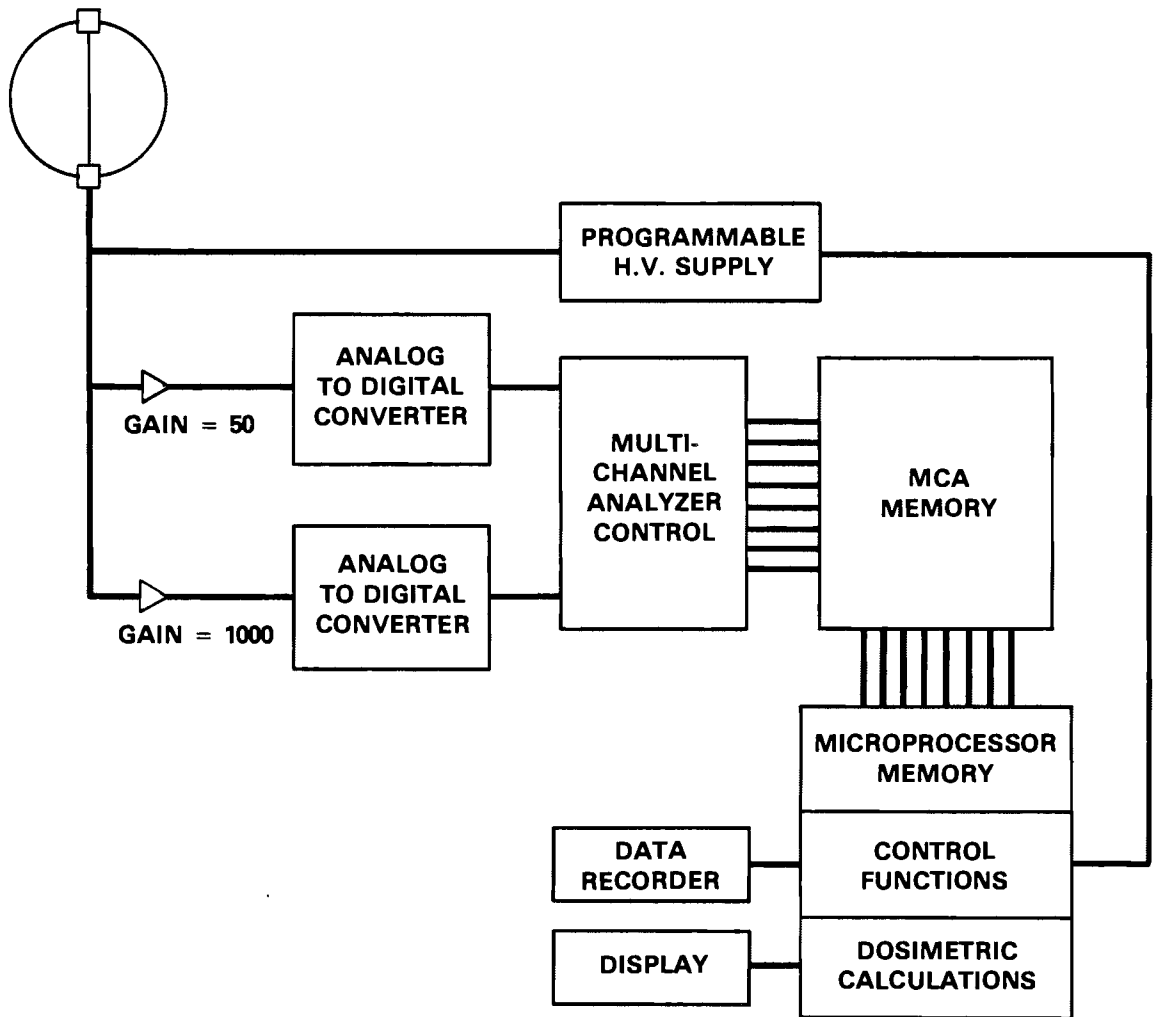 PROGRAMMABLE
H.V. SUPPLY
ANALOG
TO DIGITAL
CONVERTER
GAIN = 50
MULTI-
CHANNEL
ANALYZER
CONTROL
MCA
MEMORY
ANALOG
TO DIGITAL
CONVERTER
GAIN = 1000
MICROPROCESSOR
MEMORY
DATA
RECORDER
CONTROL
FUNCTIONS
DISPLAY
DOSIMETRIC
CALCULATIONS